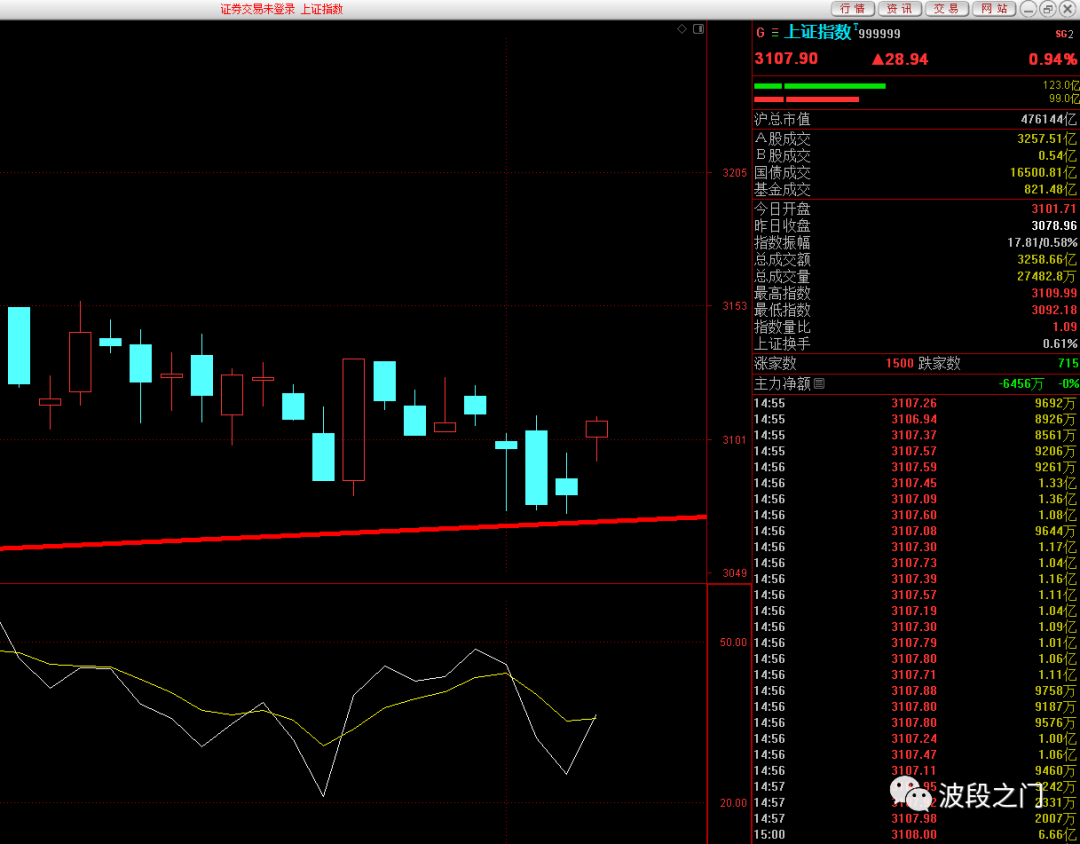 证券交易未登录 上证指数
行情 资讯 交易 网站
G 上证指数 T 999999 SG2
3107.90 ▲28.94 0.94%
123.0亿
99.0亿
沪总市值 476144亿
A股成交 3257.51亿
B股成交 0.54亿
国债成交 16500.81亿
基金成交 821.48亿
今日开盘 3101.71
昨日收盘 3078.96
指数振幅 17.81/0.58%
总成交额 3258.66亿
总成交量 27482.8万
最高指数 3109.99
最低指数 3092.18
指数量比 1.09
上证换手 0.61%
涨家数 1500 跌家数 715
主力净额 -6456万 -0%
14:55 3107.26 9692万
14:55 3106.94 8926万
14:55 3107.37 8561万
14:55 3107.57 9206万
14:56 3107.59 9261万
14:56 3107.45 1.33亿
14:56 3107.09 1.36亿
14:56 3107.60 1.08亿
14:56 3107.08 9644万
14:56 3107.30 1.17亿
14:56 3107.73 1.04亿
14:56 3107.39 1.16亿
14:56 3107.57 1.11亿
14:56 3107.19 1.04亿
14:56 3107.30 1.09亿
14:56 3107.79 1.01亿
14:56 3107.80 1.06亿
14:56 3107.71 1.11亿
14:56 3107.88 9758万
14:56 3107.80 9187万
14:56 3107.80 9576万
14:56 3107.24 1.00亿
14:56 3107.47 1.06亿
14:56 3107.11 9460万
14:57
14:57
14:57 3107.98 2007万
15:00 3108.00 6.66亿
3205
3153
3101
3049
50.00
20.00
波段之门